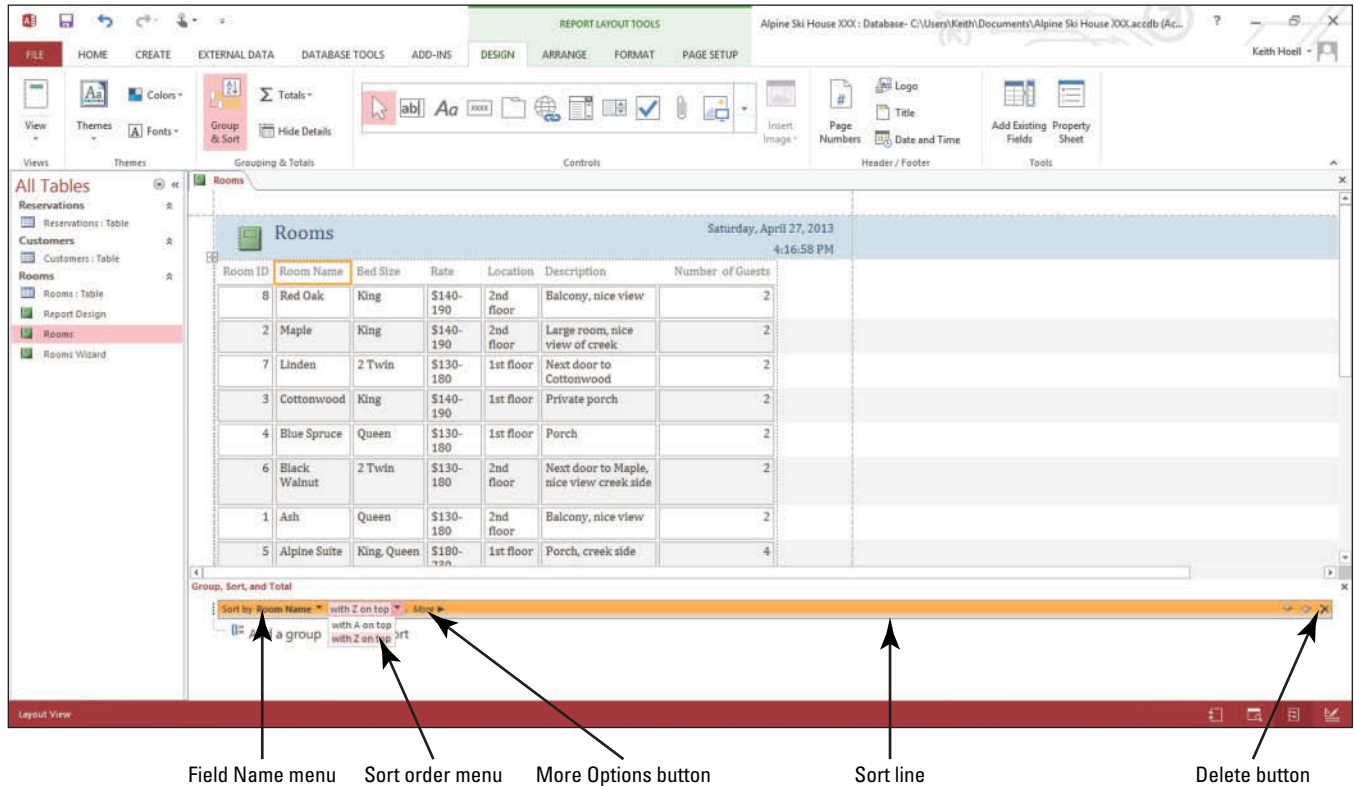 REPORT LAYOUT TOOLS
Alpine Ski House XXX : Database- C:\Users\Keith\Documents\Alpine Ski House XXX.accdb (Ac... ?
FILE HOME CREATE EXTERNAL DATA DATABASE TOOLS ADD-INS DESIGN ARRANGE FORMAT PAGE SETUP Keith Hoell
View
Views
Aa
Themes
Colors
A Fonts
Themes
Group & Sort
Σ Totals
Hide Details
Grouping & Totals
ab| Aa XXXX
Controls
Insert Image
#
Page Numbers
Logo
Title
Date and Time
Header / Footer
Add Existing Fields
Property Sheet
Tools
All Tables
Reservations
Reservations : Table
Customers
Customers : Table
Rooms
Rooms : Table
Report Design
Rooms
Rooms Wizard
Rooms
Rooms
Saturday, April 27, 2013
4:16:58 PM
Room ID Room Name Bed Size Rate Location Description Number of Guests
8 Red Oak King $140-190 2nd floor Balcony, nice view 2
2 Maple King $140-190 2nd floor Large room, nice view of creek 2
7 Linden 2 Twin $130-180 1st floor Next door to Cottonwood 2
3 Cottonwood King $140-190 1st floor Private porch 2
4 Blue Spruce Queen $130-180 1st floor Porch 2
6 Black Walnut 2 Twin $130-180 2nd floor Next door to Maple, nice view creek side 2
1 Ash Queen $130-180 2nd floor Balcony, nice view 2
5 Alpine Suite King, Queen $180- 1st floor Porch, creek side 4
Group, Sort, and Total
Sort by Room Name with Z on top , More
with A on top
with Z on top
a group
Layout View
Field Name menu Sort order menu More Options button Sort line Delete button